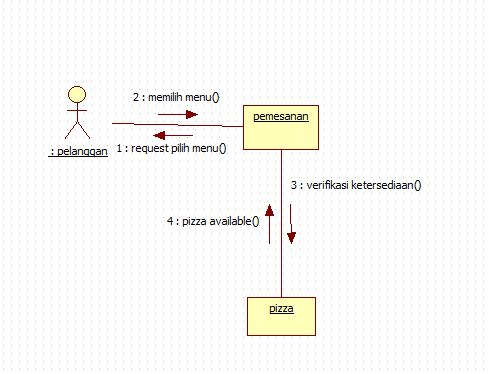 2 : memilih menu()
pemesanan
: pelanggan
1 : request pilih menu()
3 : verifikasi ketersediaan()
4 : pizza available()
pizza